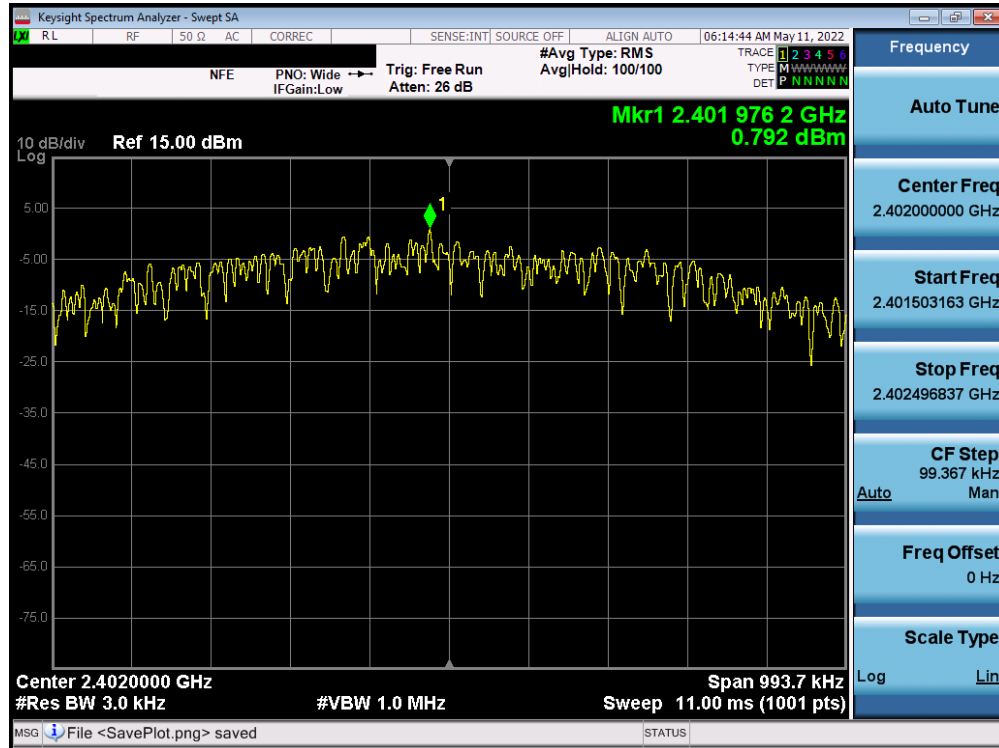 Keysight Spectrum Analyzer - Swept SA
LXI RL RF 50 Ω AC CORREC SENSE:INT SOURCE OFF ALIGN AUTO 06:14:44 AM May 11, 2022
NFE PNO: Wide Trig: Free Run #Avg Type: RMS TRACE 1 2 3 4 5 6
IFGain:Low Atten: 26 dB Avg|Hold: 100/100 TYPE M W W W W W
DET P N N N N N
Mkr1 2.401 976 2 GHz
0.792 dBm
10 dB/div Ref 15.00 dBm
Log
1
5.00
-5.00
-15.0
-25.0
-35.0
-45.0
-55.0
-65.0
-75.0
Center 2.4020000 GHz Span 993.7 kHz
#Res BW 3.0 kHz #VBW 1.0 MHz Sweep 11.00 ms (1001 pts)
MSG File <SavePlot.png> saved STATUS
Frequency
Auto Tune
Center Freq
2.402000000 GHz
Start Freq
2.401503163 GHz
Stop Freq
2.402496837 GHz
CF Step
99.367 kHz
Auto Man
Freq Offset
0 Hz
Scale Type
Log Lin